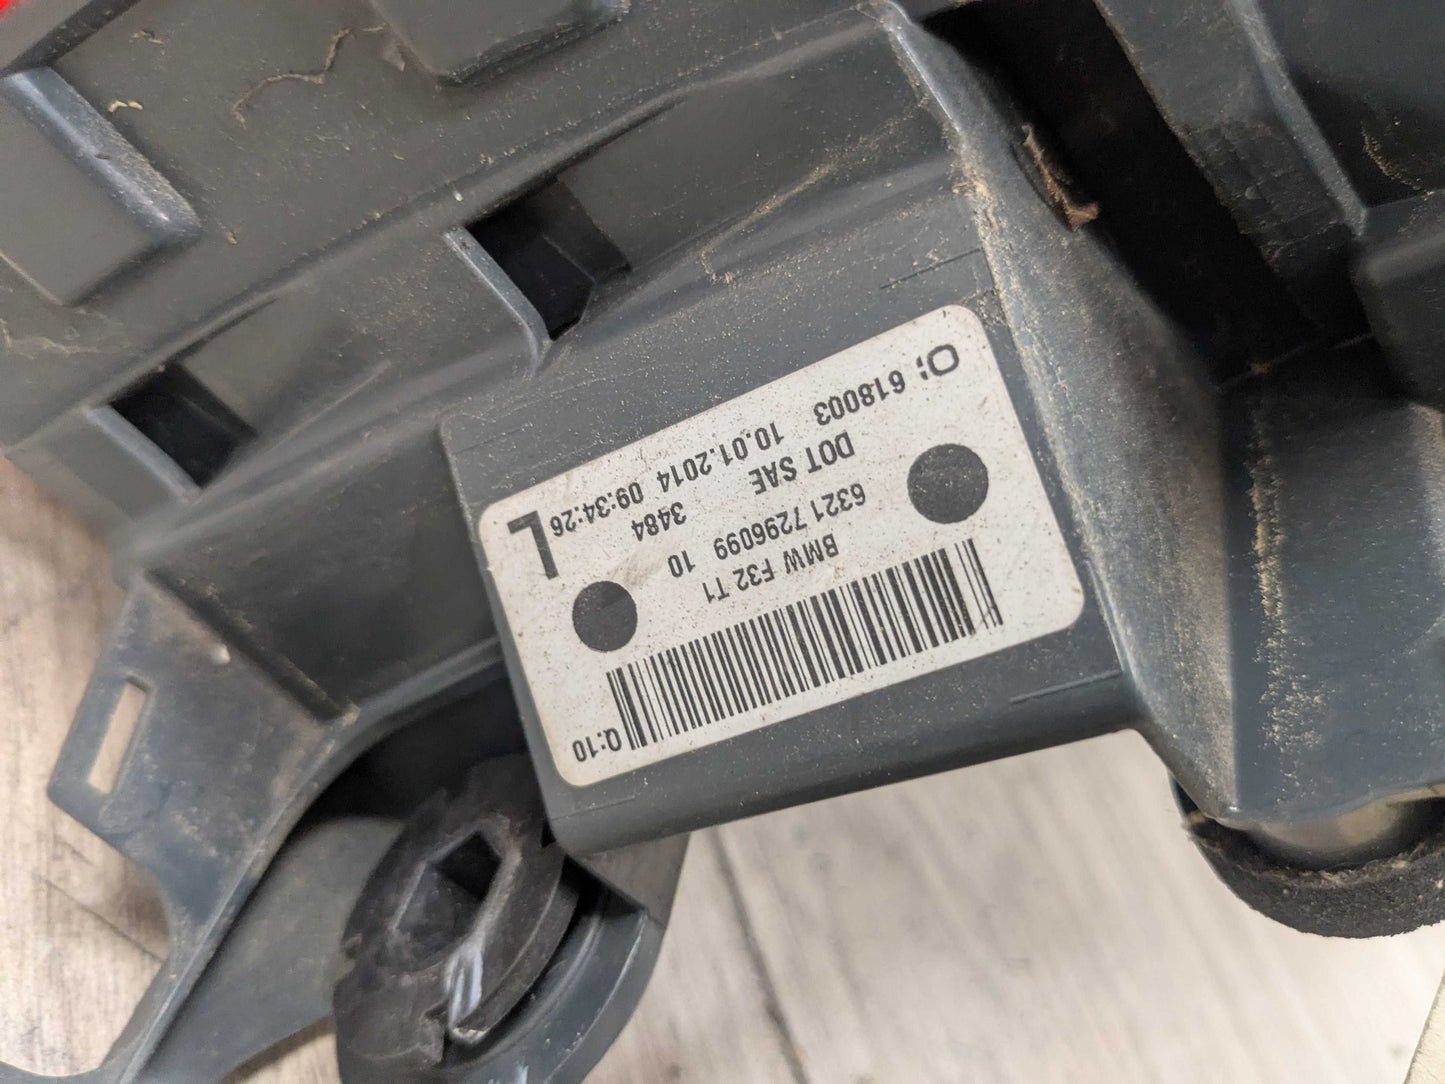 Q:10
BMW F32 T1
6321 7296099 10
DOT SAE 3484
618003 10.01.2014 09:34:26
L